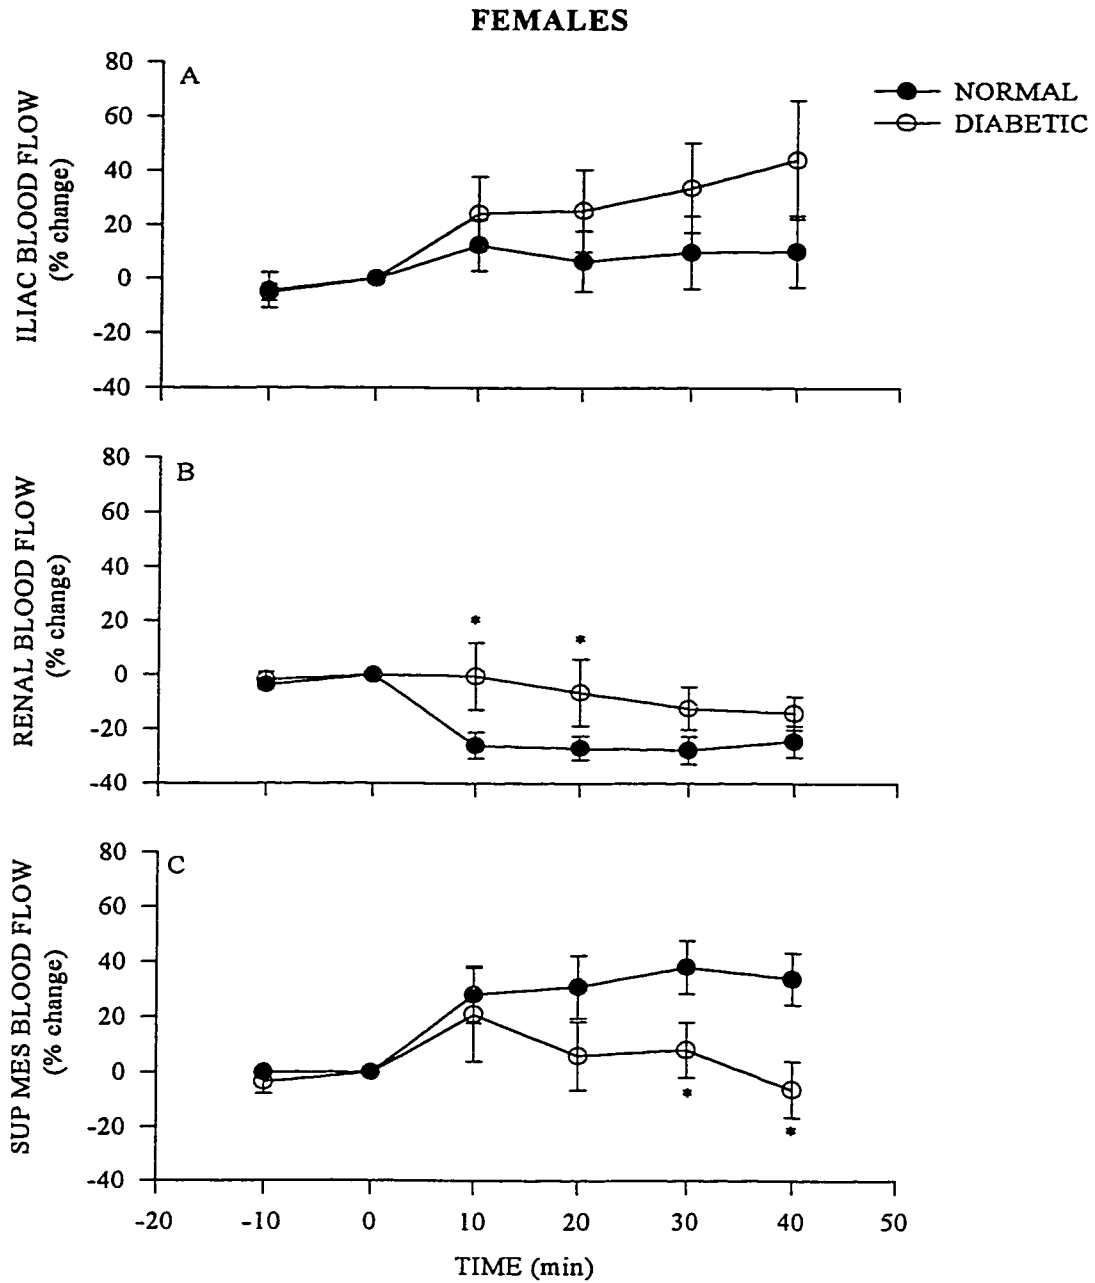 FEMALES
A
NORMAL
DIABETIC
ILIAC BLOOD FLOW
(% change)
80
60
40
20
0
-20
-40
B
RENAL BLOOD FLOW
(% change)
80
60
40
20
0
-20
-40
*
*
C
SUP MES BLOOD FLOW
(% change)
80
60
40
20
0
-20
-40
*
*
-20 -10 0 10 20 30 40 50
TIME (min)